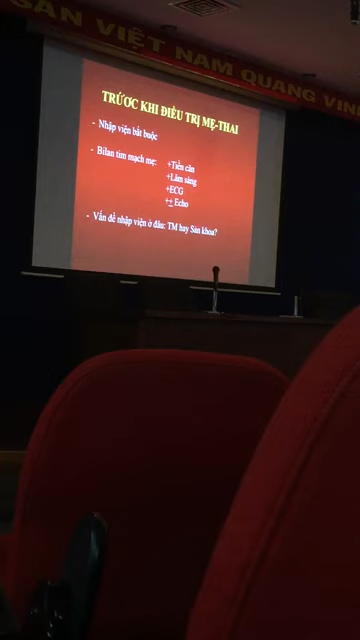 SẢN VIỆT NAM QUANG VINH
TRƯỚC KHI ĐIỀU TRỊ MẸ-THAI
- Nhập viện bắt buộc
- Bilan tim mạch mẹ: +Tiền căn
+Lâm sàng
+ECG
+± Echo
- Vấn đề nhập viện ở đâu: TM hay Sản khoa?